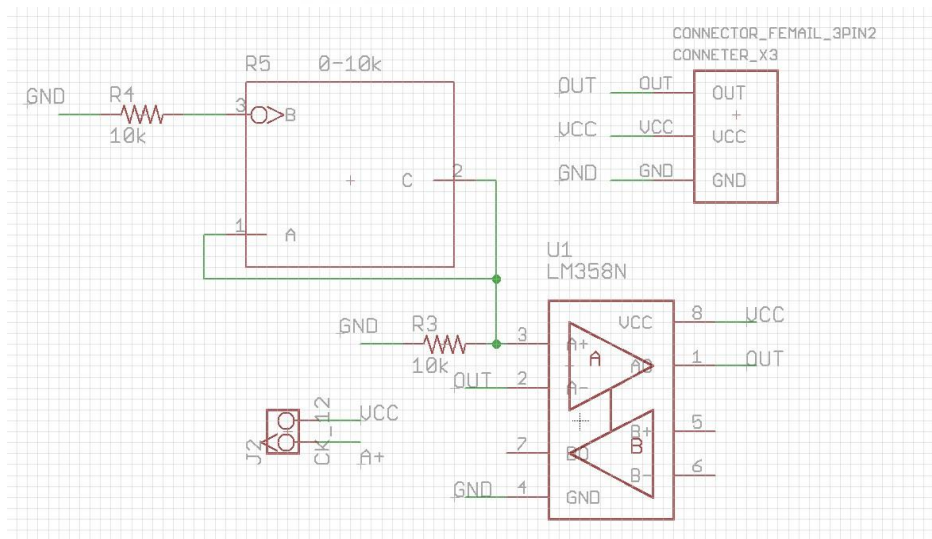 CONNECTOR_FEMAIL_3PIN2
CONNETER_X3
R5 0-10k
GND R4
10k
3 B
C 2
1 A
OUT OUT OUT
VCC VCC VCC
GND GND GND
U1
LM358N
GND R3
10k
3 A+
OUT 2 A-
A
AO
VCC 8 VCC
1 OUT
B+ 5
B
B- 6
7 BO
GND 4 GND
J2
CK-12
VCC
A+